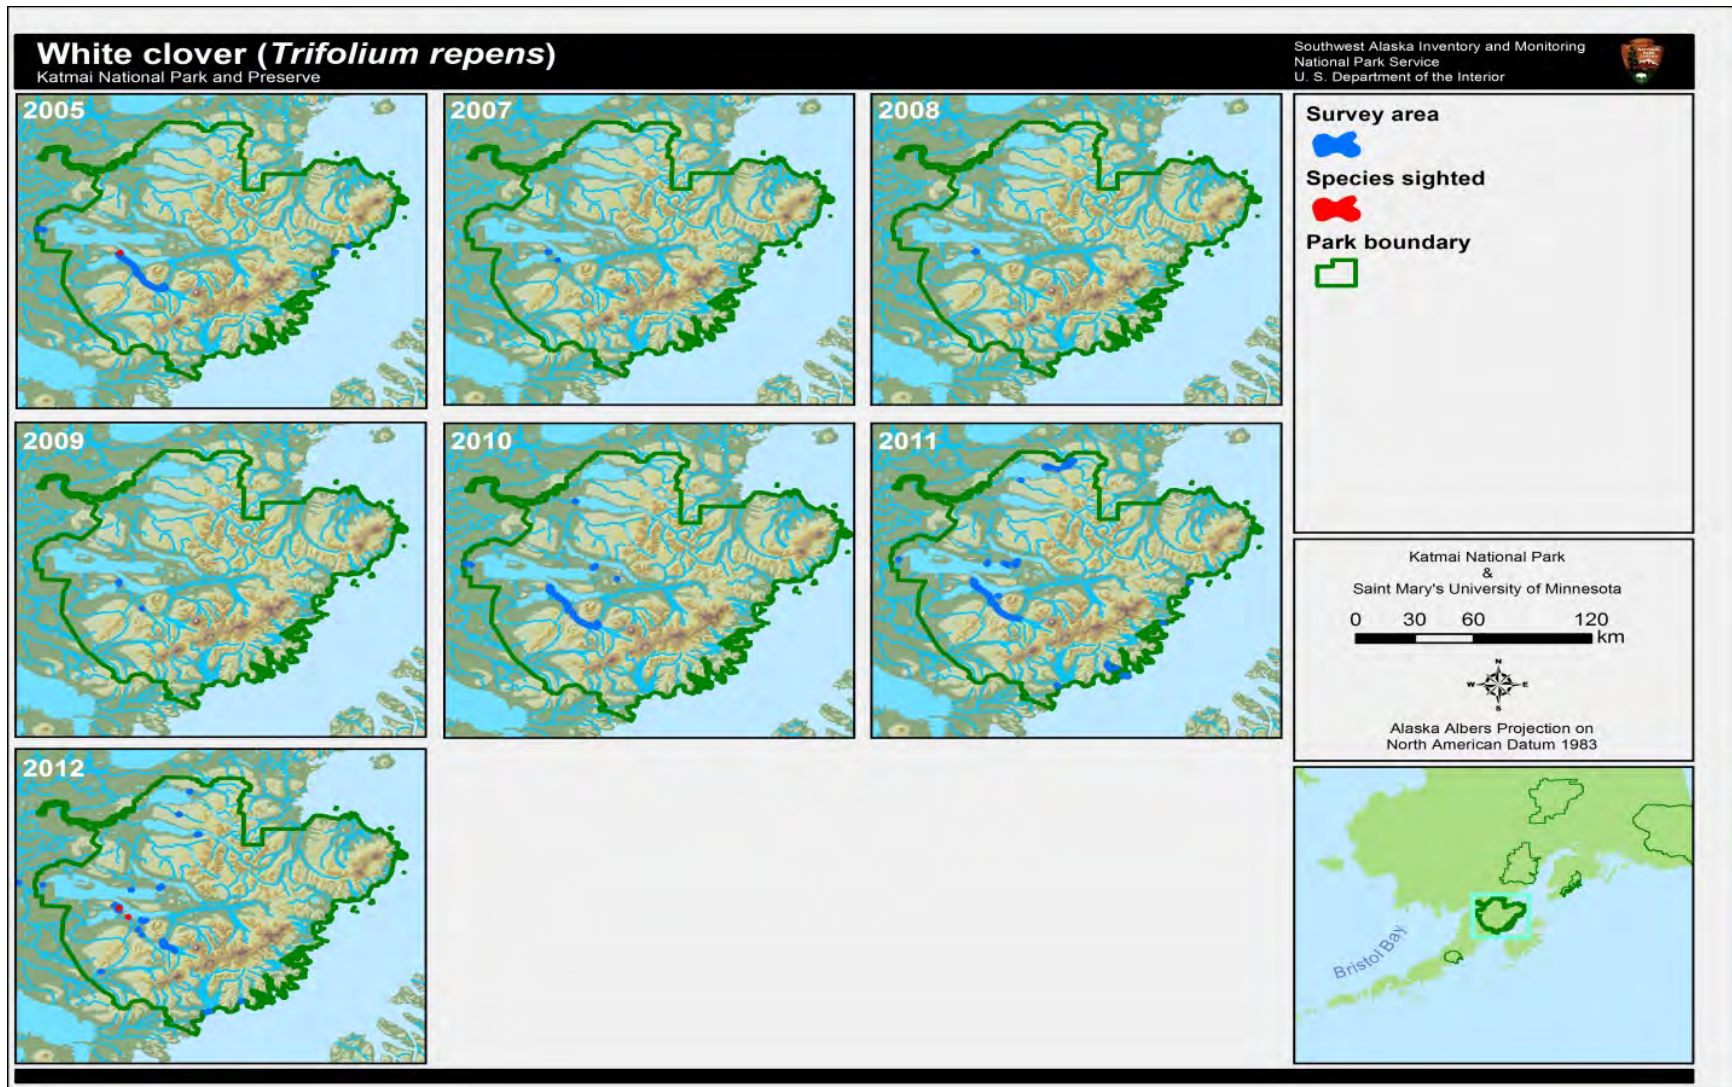 White clover (Trifolium repens)
Katmai National Park and Preserve
Southwest Alaska Inventory and Monitoring
National Park Service
U. S. Department of the Interior
2005
2007
2008
Survey area
Species sighted
Park boundary
2009
2010
2011
Katmai National Park
&
Saint Mary's University of Minnesota
0 30 60 120
km
N
W E
S
Alaska Albers Projection on
North American Datum 1983
2012
Bristol Bay